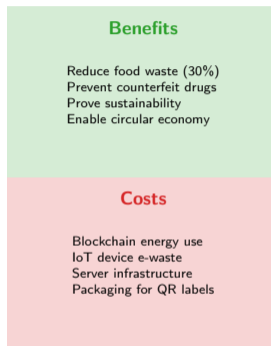 Benefits
Reduce food waste (30%)
Prevent counterfeit drugs
Prove sustainability
Enable circular economy
Costs
Blockchain energy use
IoT device e-waste
Server infrastructure
Packaging for QR labels